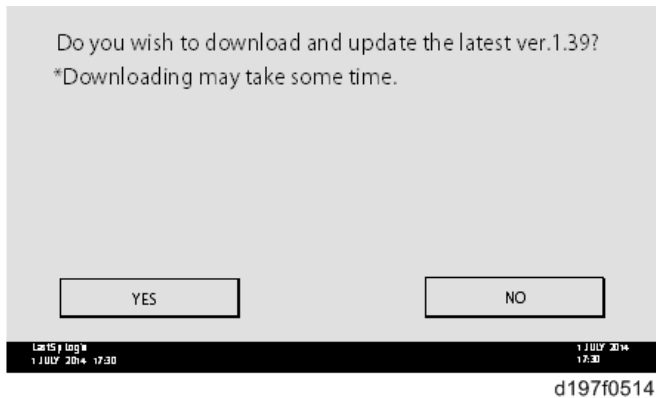 Do you wish to download and update the latest ver.1.39?
*Downloading may take some time.
YES
NO
1 JULY 2014 17:30
1 JULY 2014
17:30
d197f0514